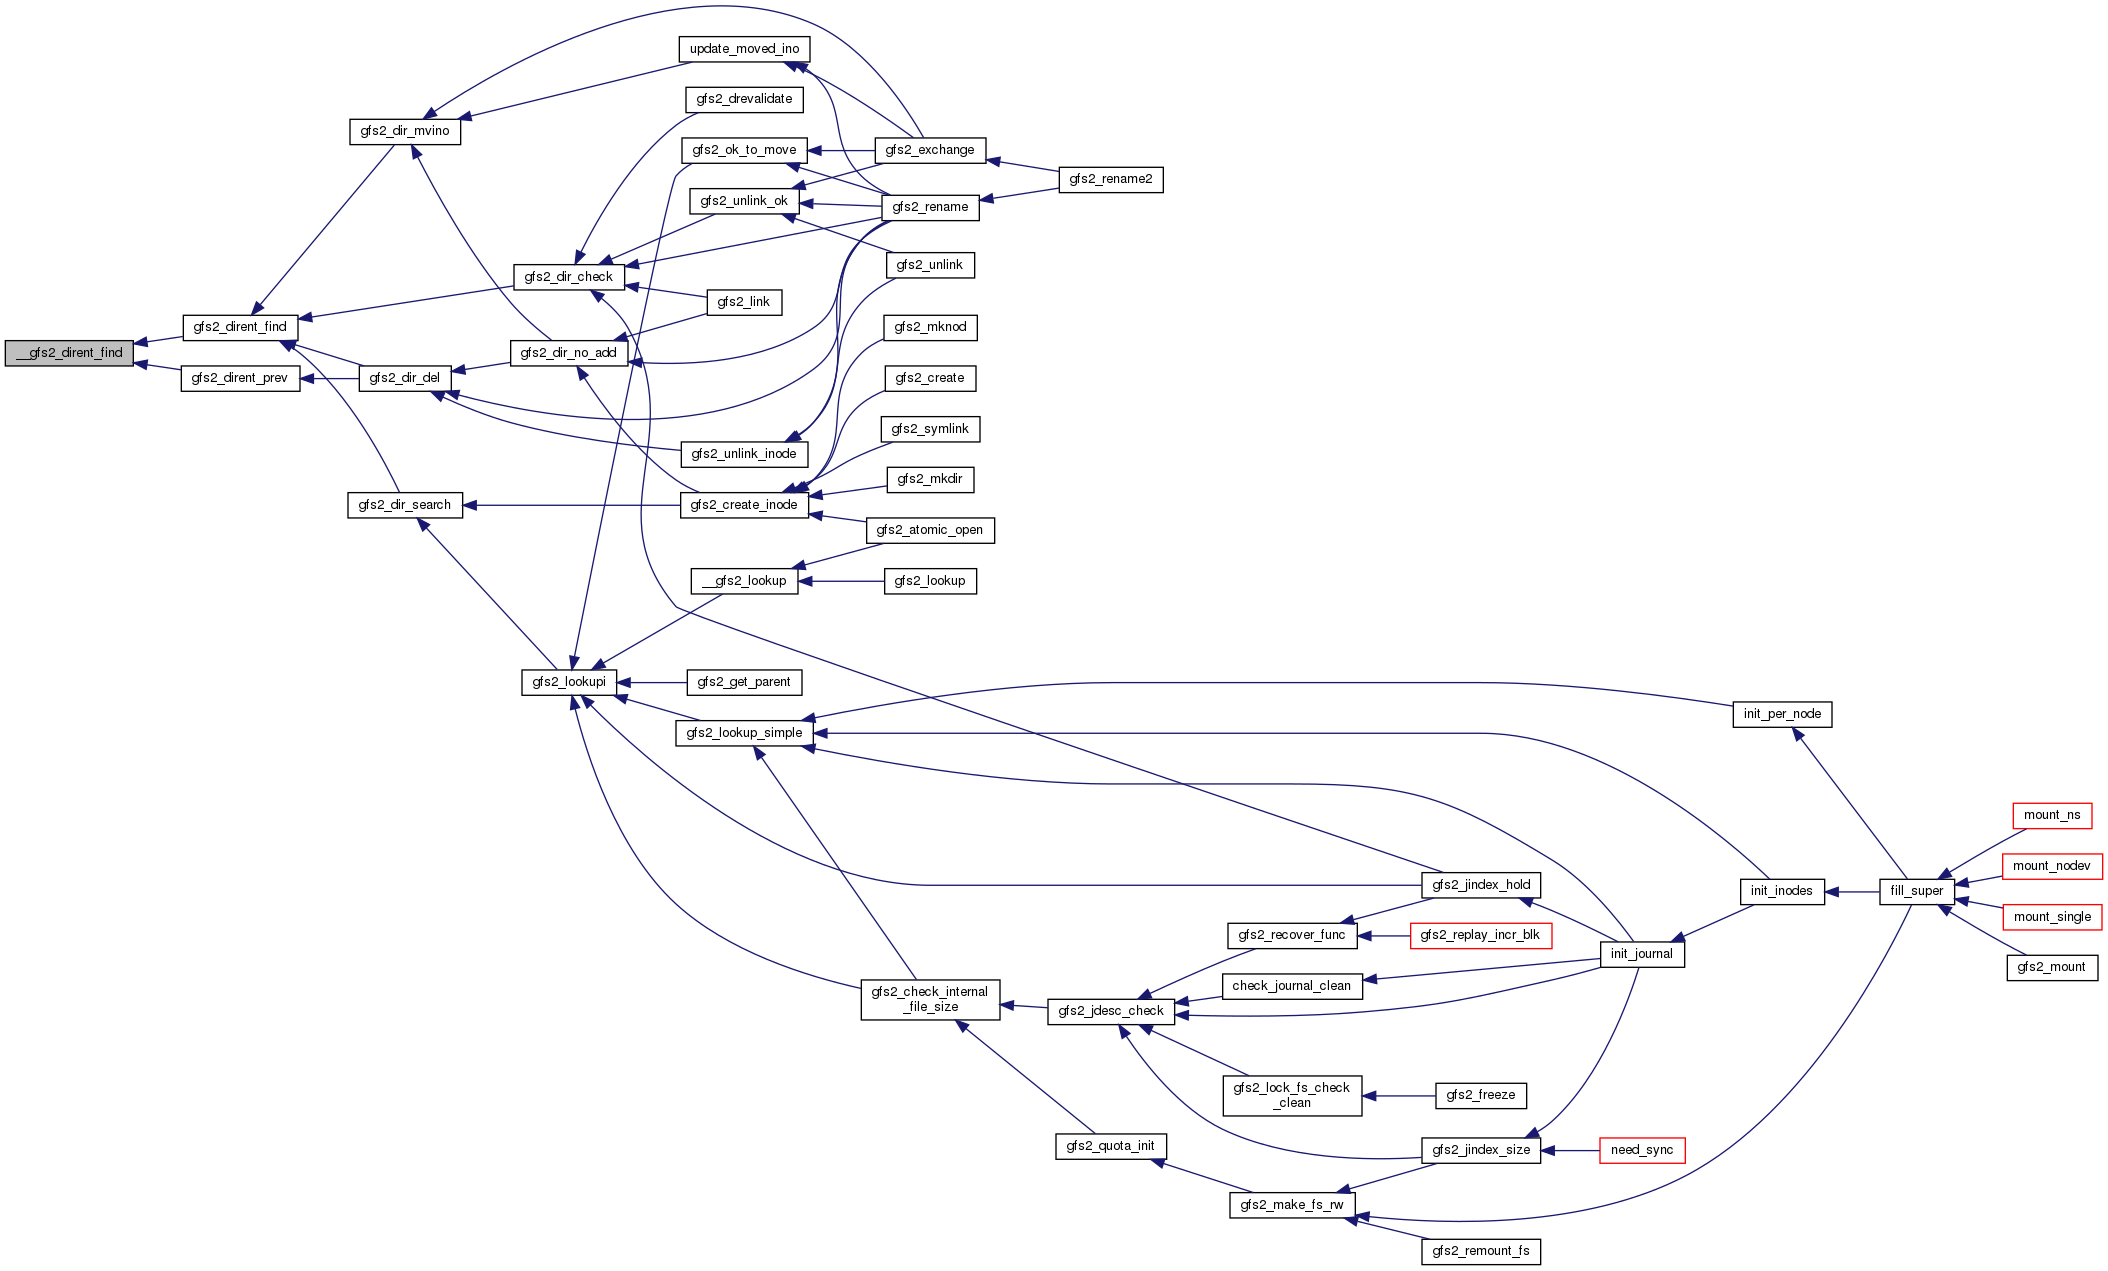 __gfs2_dirent_find
gfs2_dirent_find
gfs2_dirent_prev
gfs2_dir_mvino
gfs2_dir_del
gfs2_dir_search
gfs2_dir_check
gfs2_dir_no_add
gfs2_lookupi
update_moved_ino
gfs2_drevalidate
gfs2_ok_to_move
gfs2_unlink_ok
gfs2_link
gfs2_unlink_inode
gfs2_create_inode
__gfs2_lookup
gfs2_get_parent
gfs2_lookup_simple
gfs2_exchange
gfs2_rename
gfs2_unlink
gfs2_mknod
gfs2_create
gfs2_symlink
gfs2_mkdir
gfs2_atomic_open
gfs2_lookup
gfs2_check_internal
_file_size
gfs2_rename2
gfs2_jdesc_check
gfs2_quota_init
gfs2_recover_func
check_journal_clean
gfs2_lock_fs_check
_clean
gfs2_make_fs_rw
gfs2_jindex_hold
gfs2_replay_incr_blk
gfs2_freeze
gfs2_jindex_size
gfs2_remount_fs
init_journal
need_sync
init_per_node
init_inodes
fill_super
mount_ns
mount_nodev
mount_single
gfs2_mount